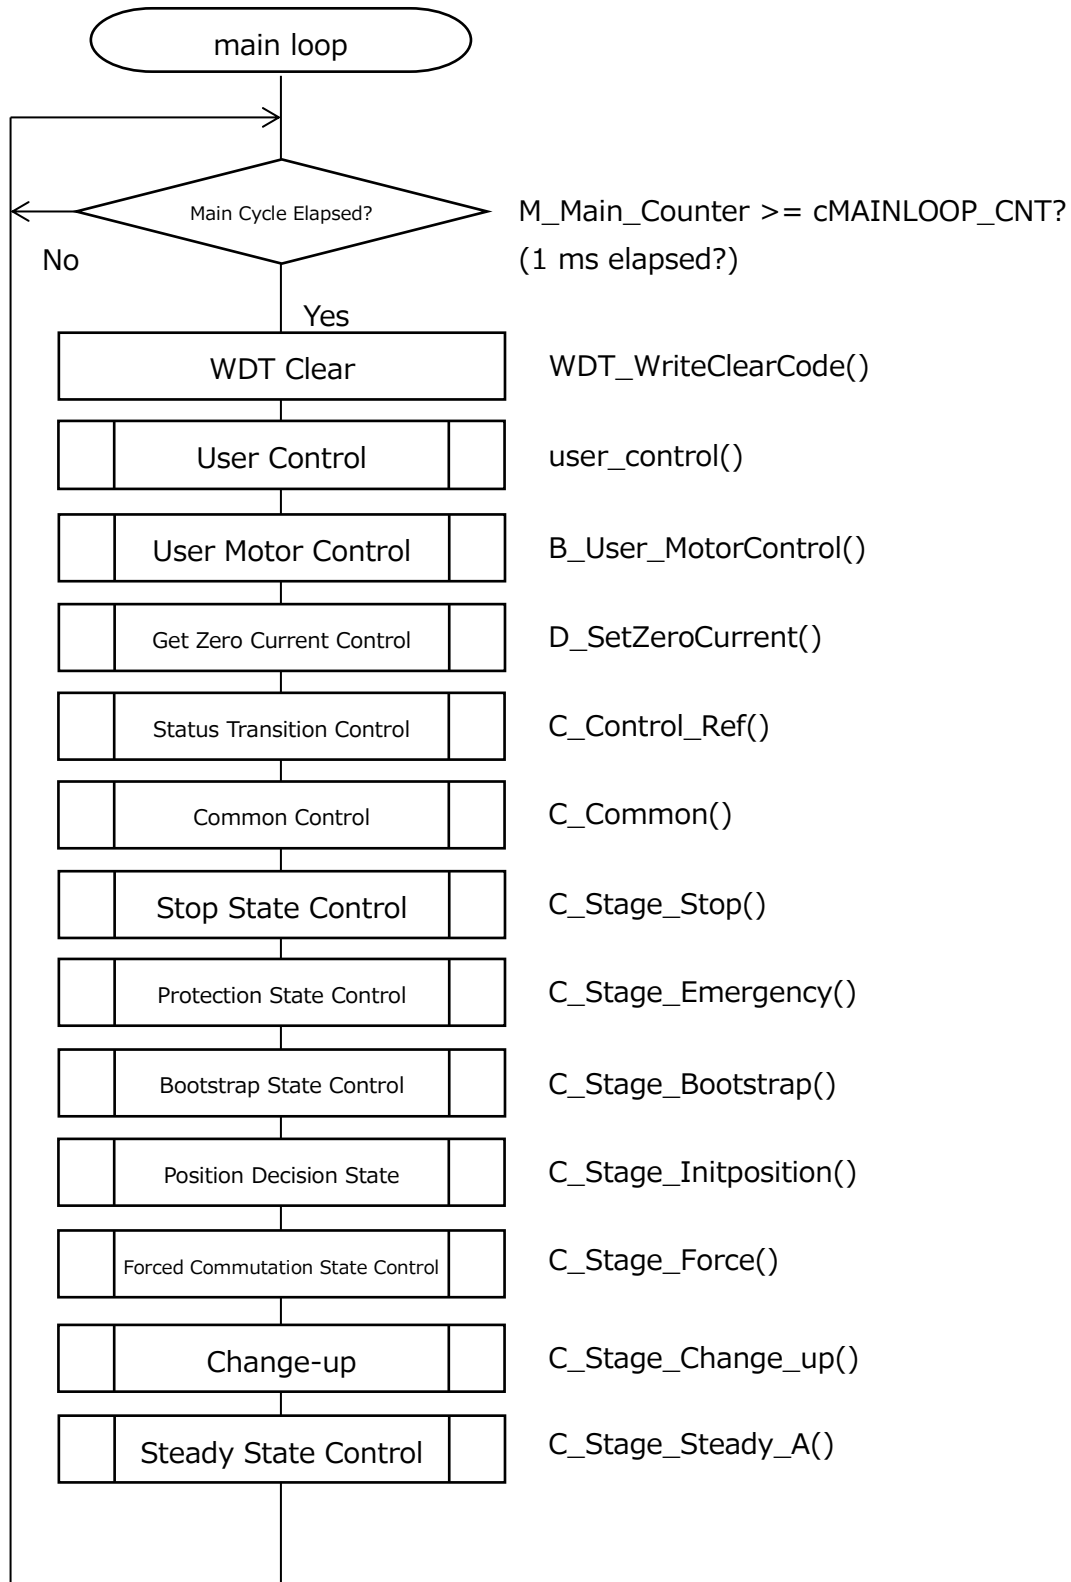 main loop
Main Cycle Elapsed?
M_Main_Counter >= cMAINLOOP_CNT?
(1 ms elapsed?)
No
Yes
WDT Clear
WDT_WriteClearCode()
User Control
user_control()
User Motor Control
B_User_MotorControl()
Get Zero Current Control
D_SetZeroCurrent()
Status Transition Control
C_Control_Ref()
Common Control
C_Common()
Stop State Control
C_Stage_Stop()
Protection State Control
C_Stage_Emergency()
Bootstrap State Control
C_Stage_Bootstrap()
Position Decision State
C_Stage_Initposition()
Forced Commutation State Control
C_Stage_Force()
Change-up
C_Stage_Change_up()
Steady State Control
C_Stage_Steady_A()